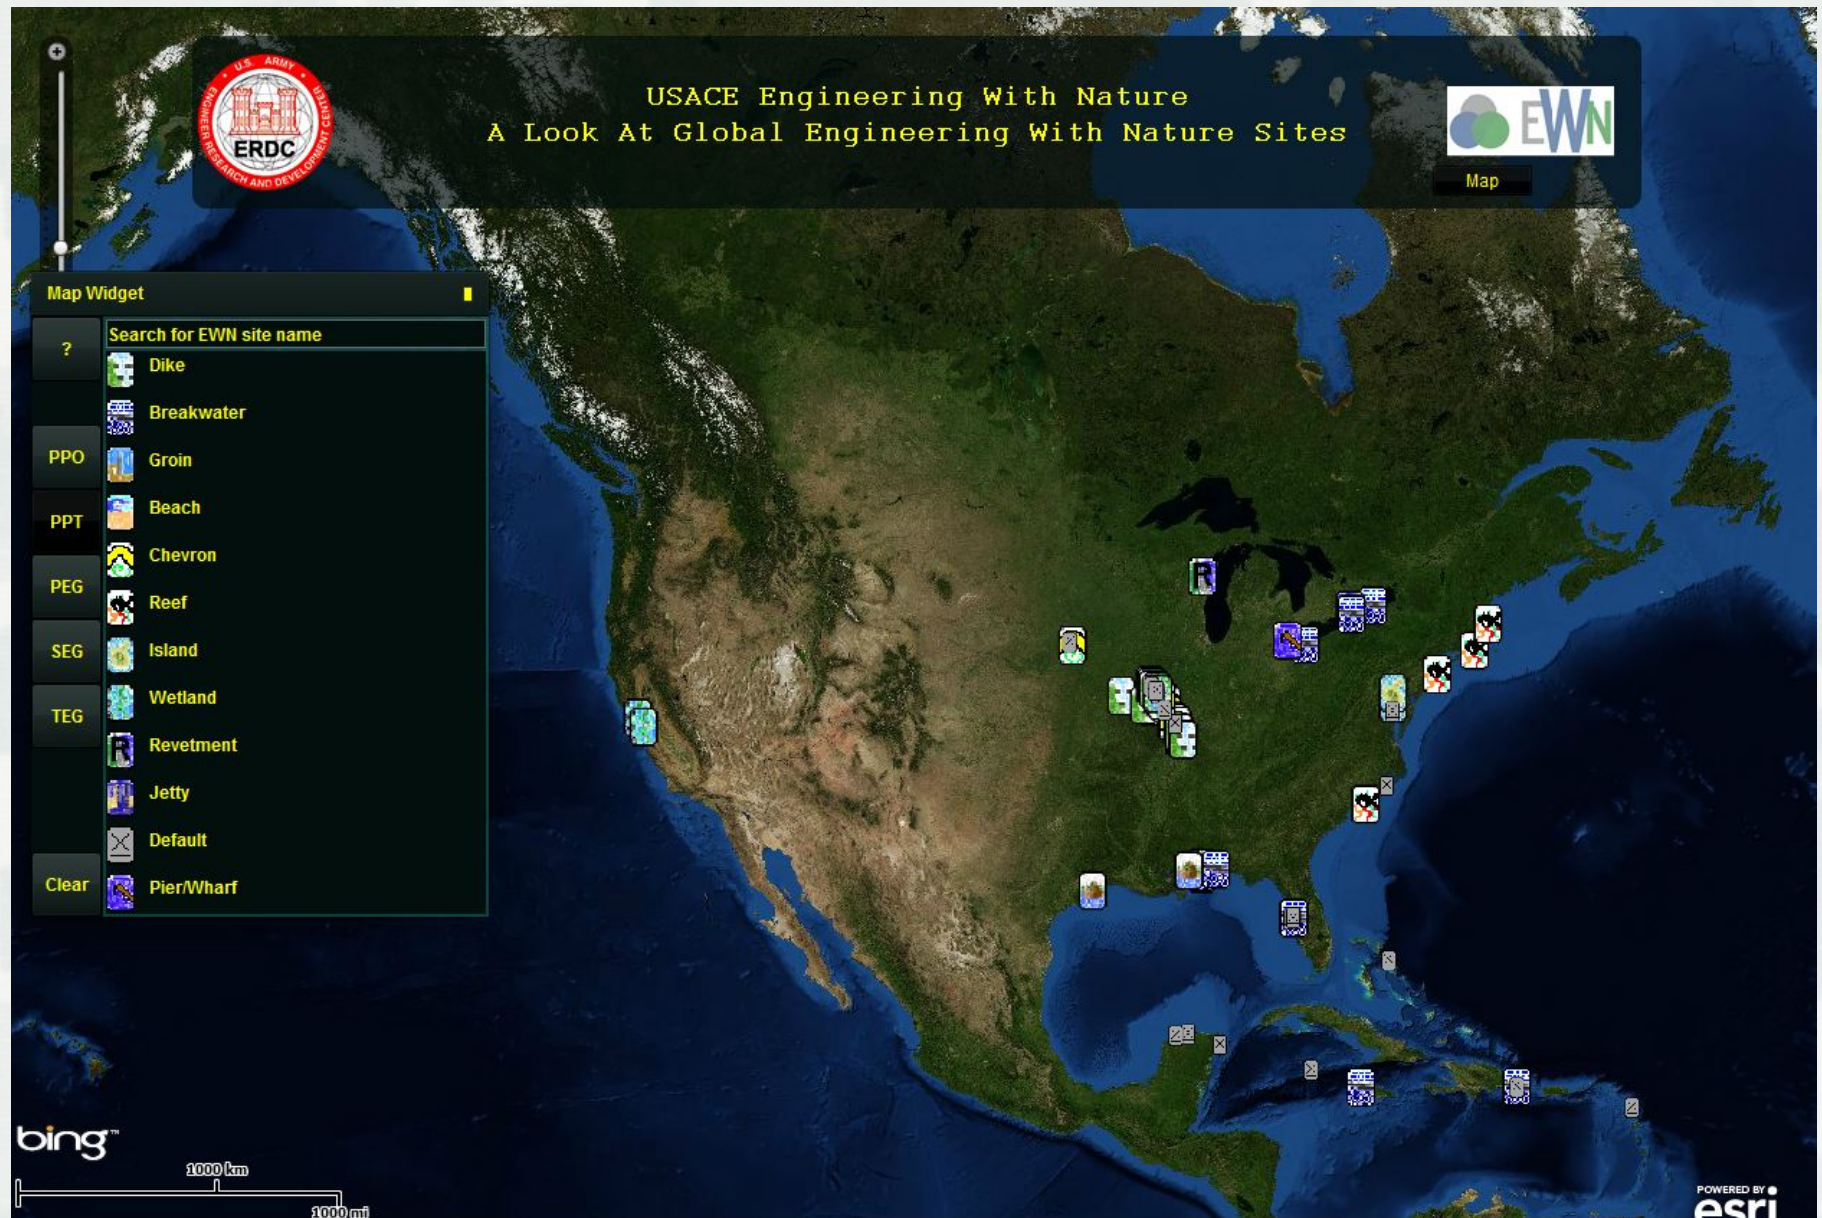 U.S. ARMY
ENGINEER RESEARCH AND DEVELOPMENT CENTER
ERDC
USACE Engineering With Nature
A Look At Global Engineering With Nature Sites
EWN
Map
Map Widget
?
Search for EWN site name
Dike
Breakwater
PPO
Groin
Beach
PPT
Chevron
PEG
Reef
SEG
Island
Wetland
TEG
R
Revetment
Jetty
Default
Clear
Pier/Wharf
R
bing™
1000 km
1000 mi
POWERED BY
esri